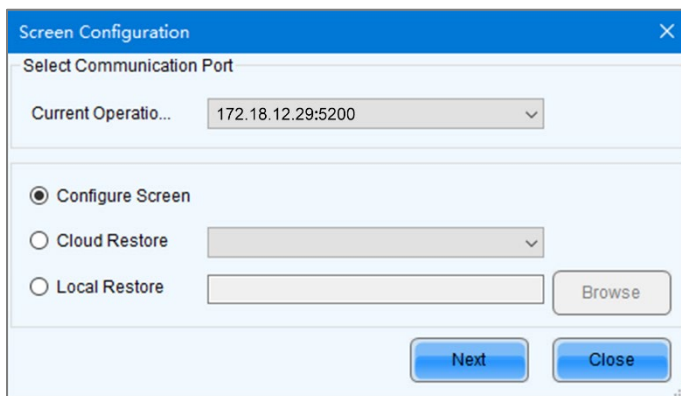 Screen Configuration
Select Communication Port
Current Operatio... 172.18.12.29:5200
Configure Screen
Cloud Restore
Local Restore Browse
Next Close